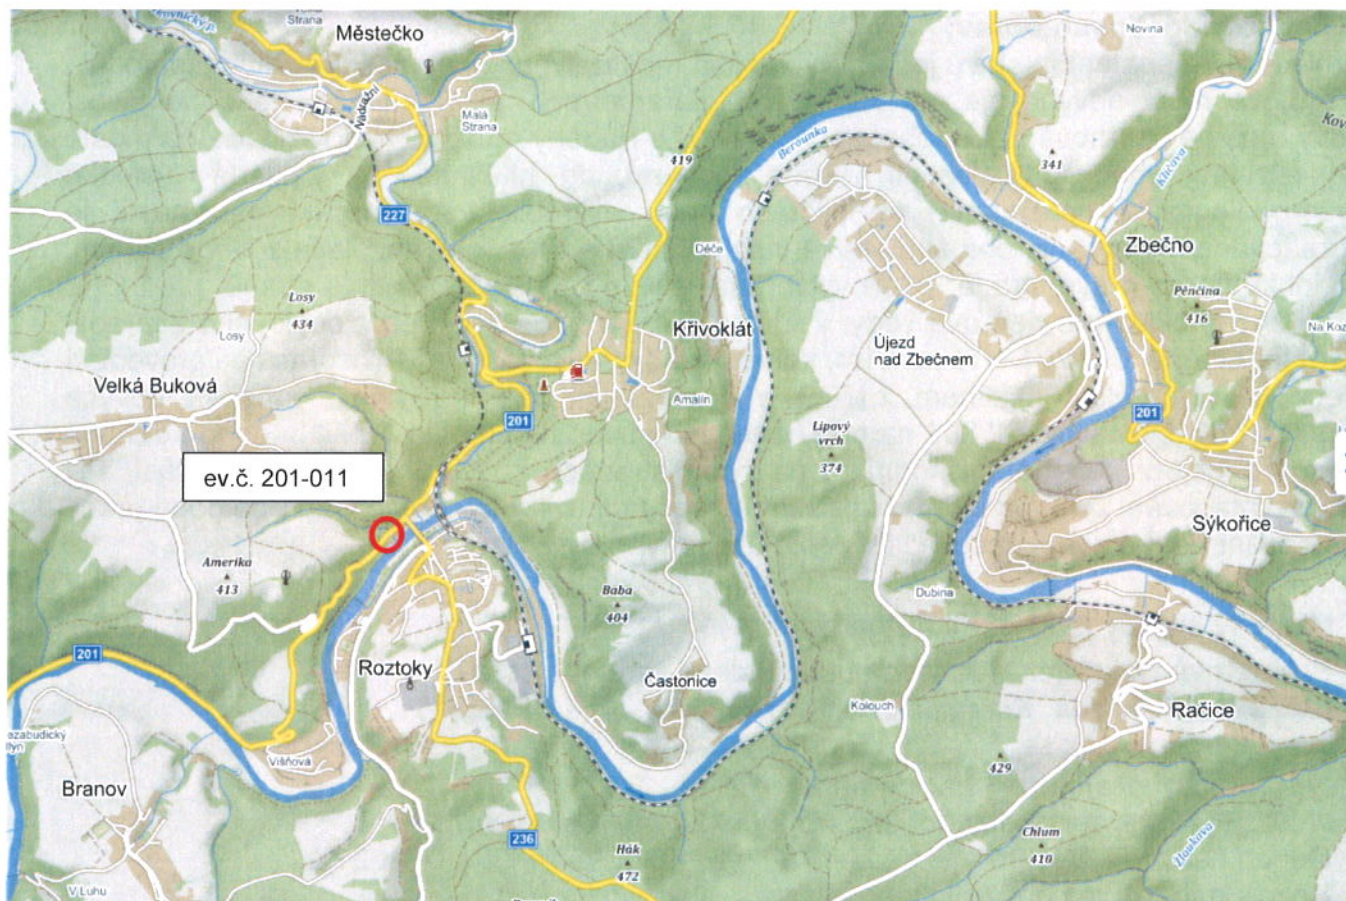 Strana
Městečko
Novina
Nádražní
Malá
Strana
Berounka
419
341
Klíčava
227
Děče
Zbečno
Losy
434
Pěnčina
416
Losy
Křivoklát
Újezd
nad Zbečnem
Velká Buková
Amalín
201
Lipový
vrch
374
201
ev.č. 201-011
Sýkořice
Amerika
413
Baba
404
Dubina
201
Roztoky
Častonice
Kolouch
Račice
Višňová
429
Branov
236
Chlum
410
Žloukava
Hák
472
V Luhu